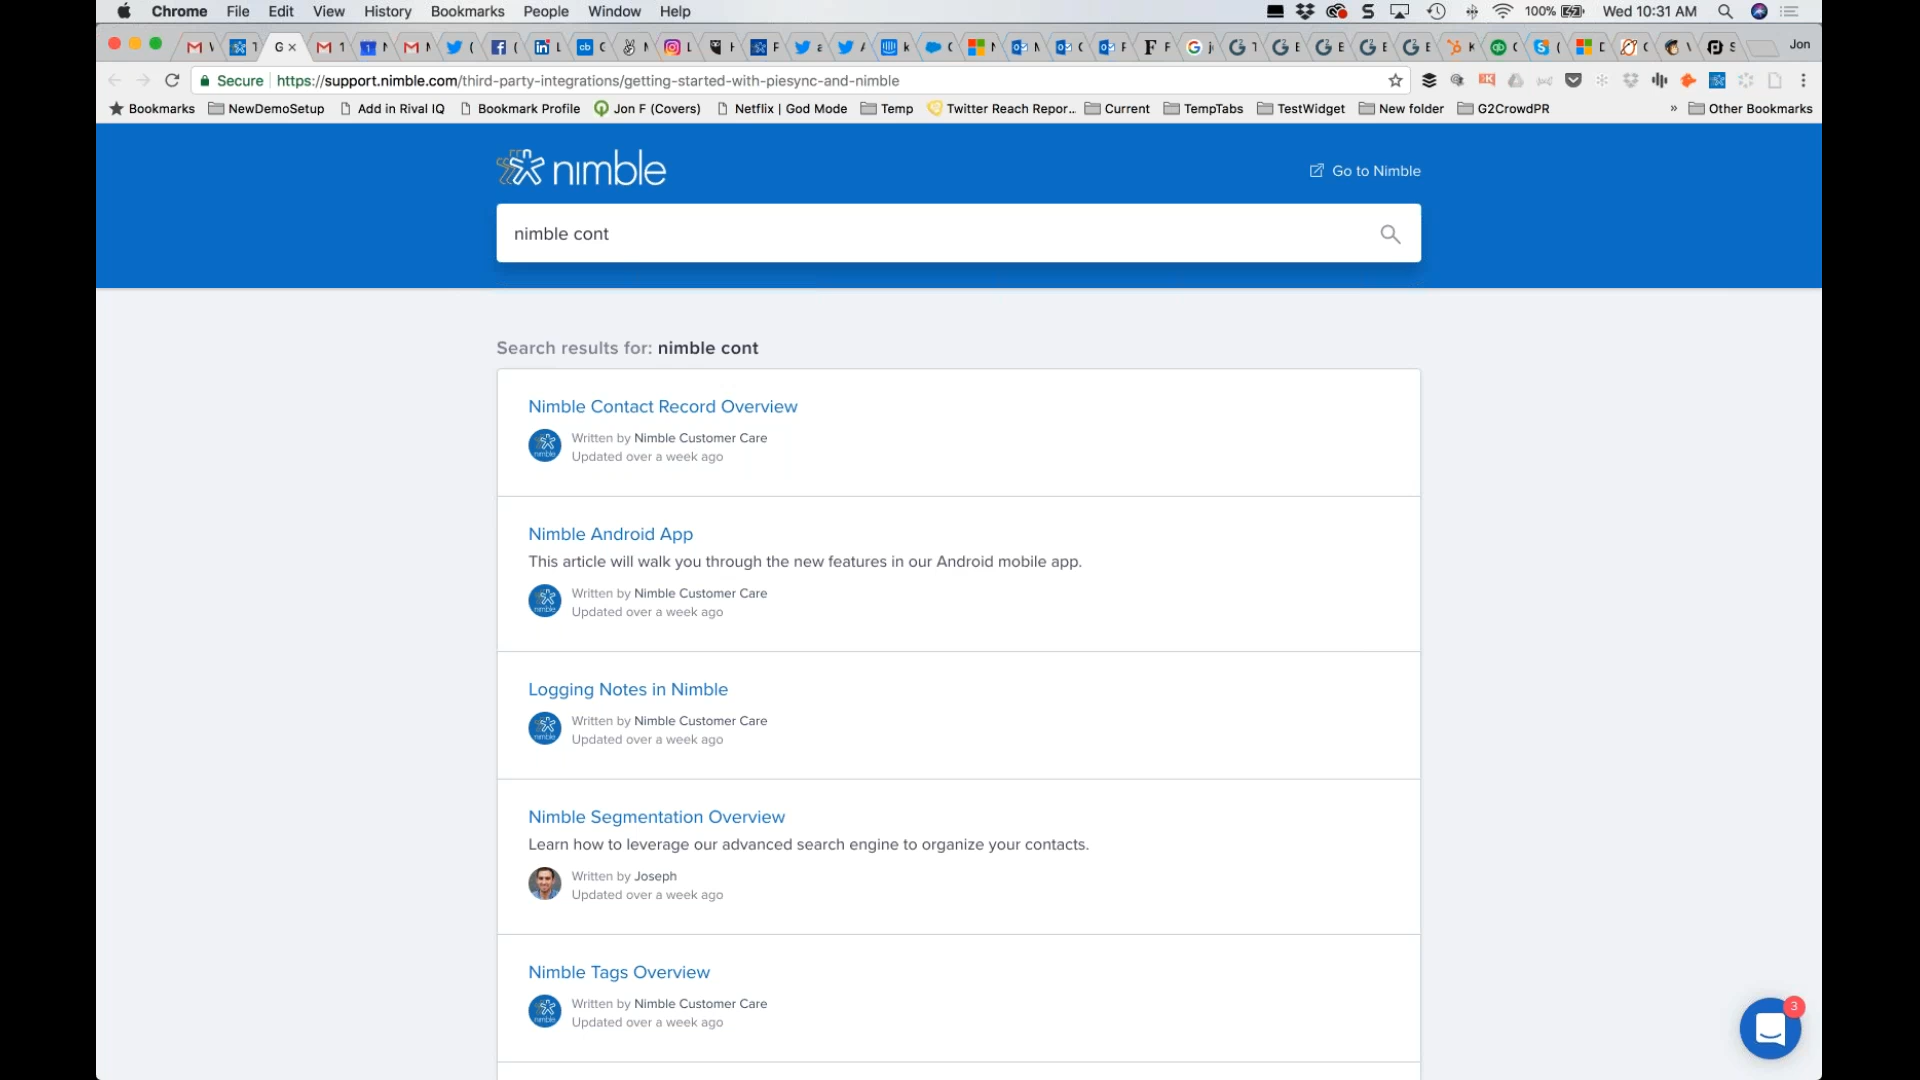 Chrome File Edit View History Bookmarks People Window Help 100% Wed 10:31 AM
Jon
Secure https://support.nimble.com/third-party-integrations/getting-started-with-piesync-and-nimble
Bookmarks NewDemoSetup Add in Rival IQ Bookmark Profile Jon F (Covers) Netflix | God Mode Temp Twitter Reach Repor... Current TempTabs TestWidget New folder G2CrowdPR » Other Bookmarks
nimble
Go to Nimble
nimble cont
Search results for: nimble cont
Nimble Contact Record Overview
Written by Nimble Customer Care
Updated over a week ago
Nimble Android App
This article will walk you through the new features in our Android mobile app.
Written by Nimble Customer Care
Updated over a week ago
Logging Notes in Nimble
Written by Nimble Customer Care
Updated over a week ago
Nimble Segmentation Overview
Learn how to leverage our advanced search engine to organize your contacts.
Written by Joseph
Updated over a week ago
Nimble Tags Overview
Written by Nimble Customer Care
Updated over a week ago
3